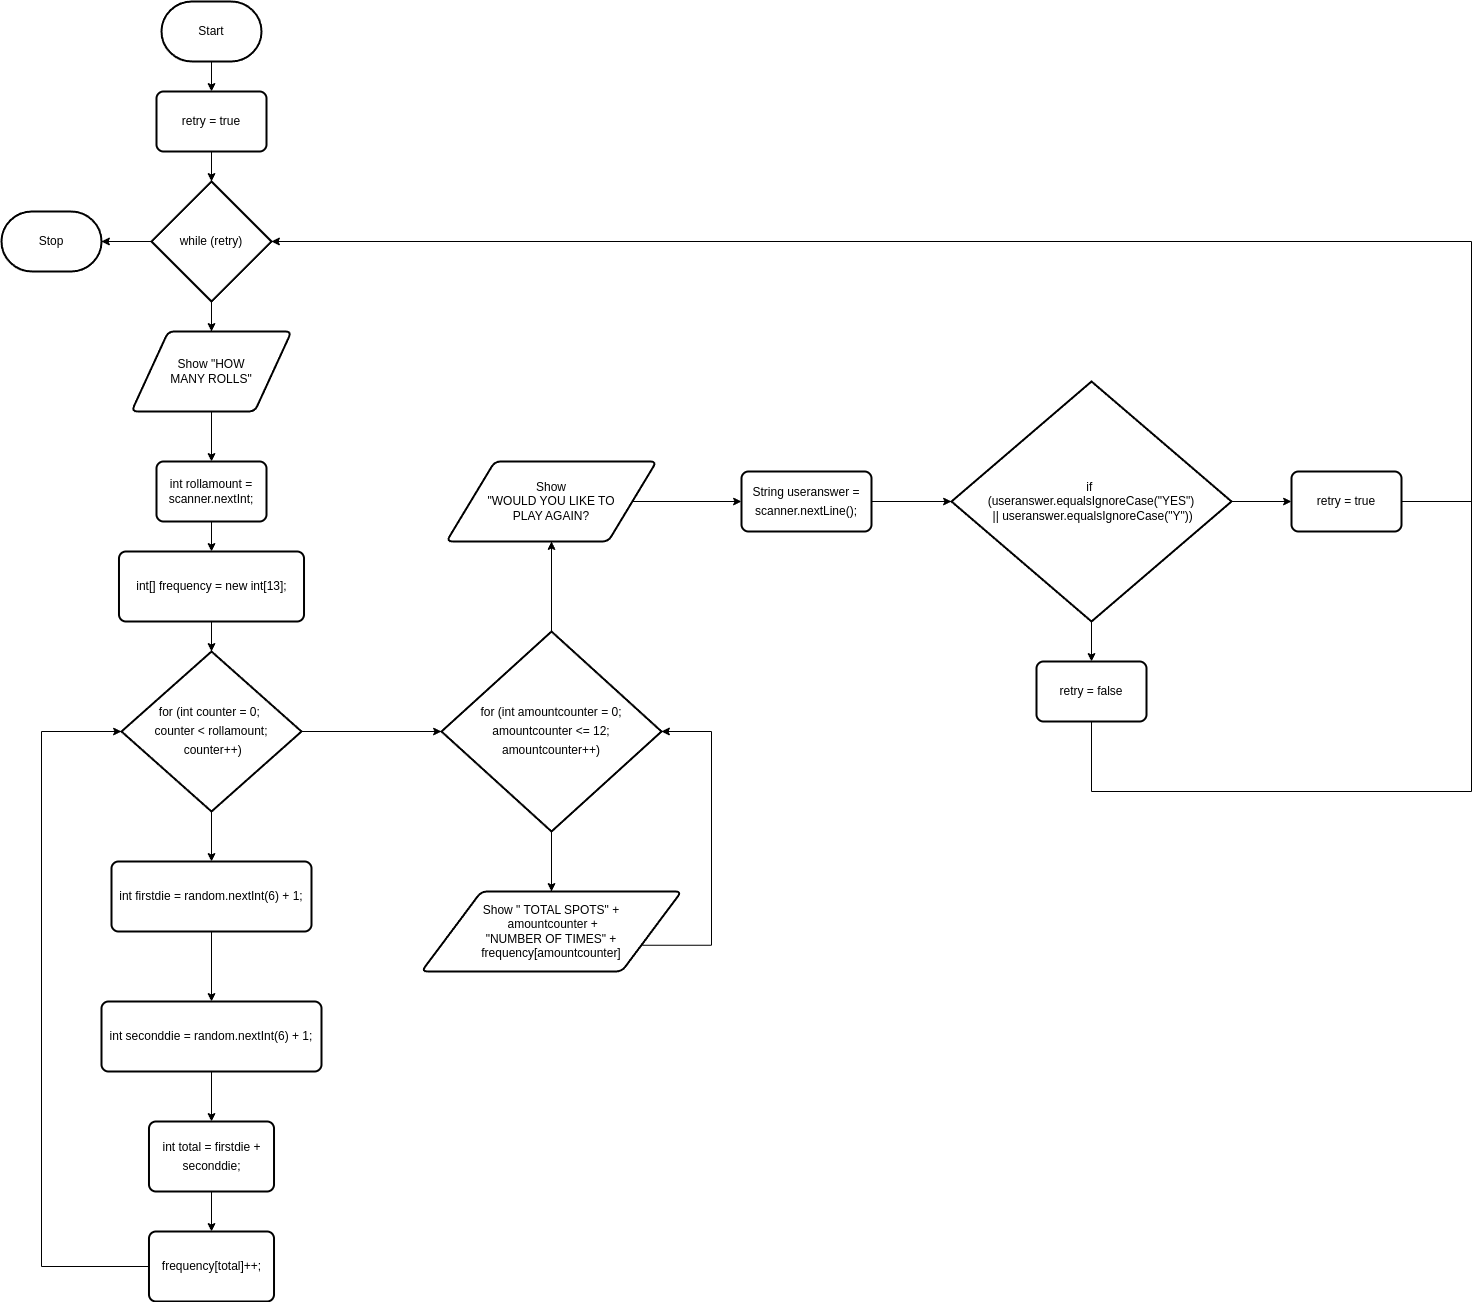 Start
retry = true
while (retry)
Stop
Show "HOW
MANY ROLLS"
int rollamount =
scanner.nextInt;
int[] frequency = new int[13];
for (int counter = 0;
counter < rollamount;
counter++)
int firstdie = random.nextInt(6) + 1;
int seconddie = random.nextInt(6) + 1;
int total = firstdie +
seconddie;
frequency[total]++;
for (int amountcounter = 0;
amountcounter <= 12;
amountcounter++)
Show " TOTAL SPOTS" +
amountcounter +
"NUMBER OF TIMES" +
frequency[amountcounter]
Show
"WOULD YOU LIKE TO
PLAY AGAIN?
String useranswer =
scanner.nextLine();
if
(useranswer.equalsIgnoreCase("YES")
|| useranswer.equalsIgnoreCase("Y"))
retry = true
retry = false